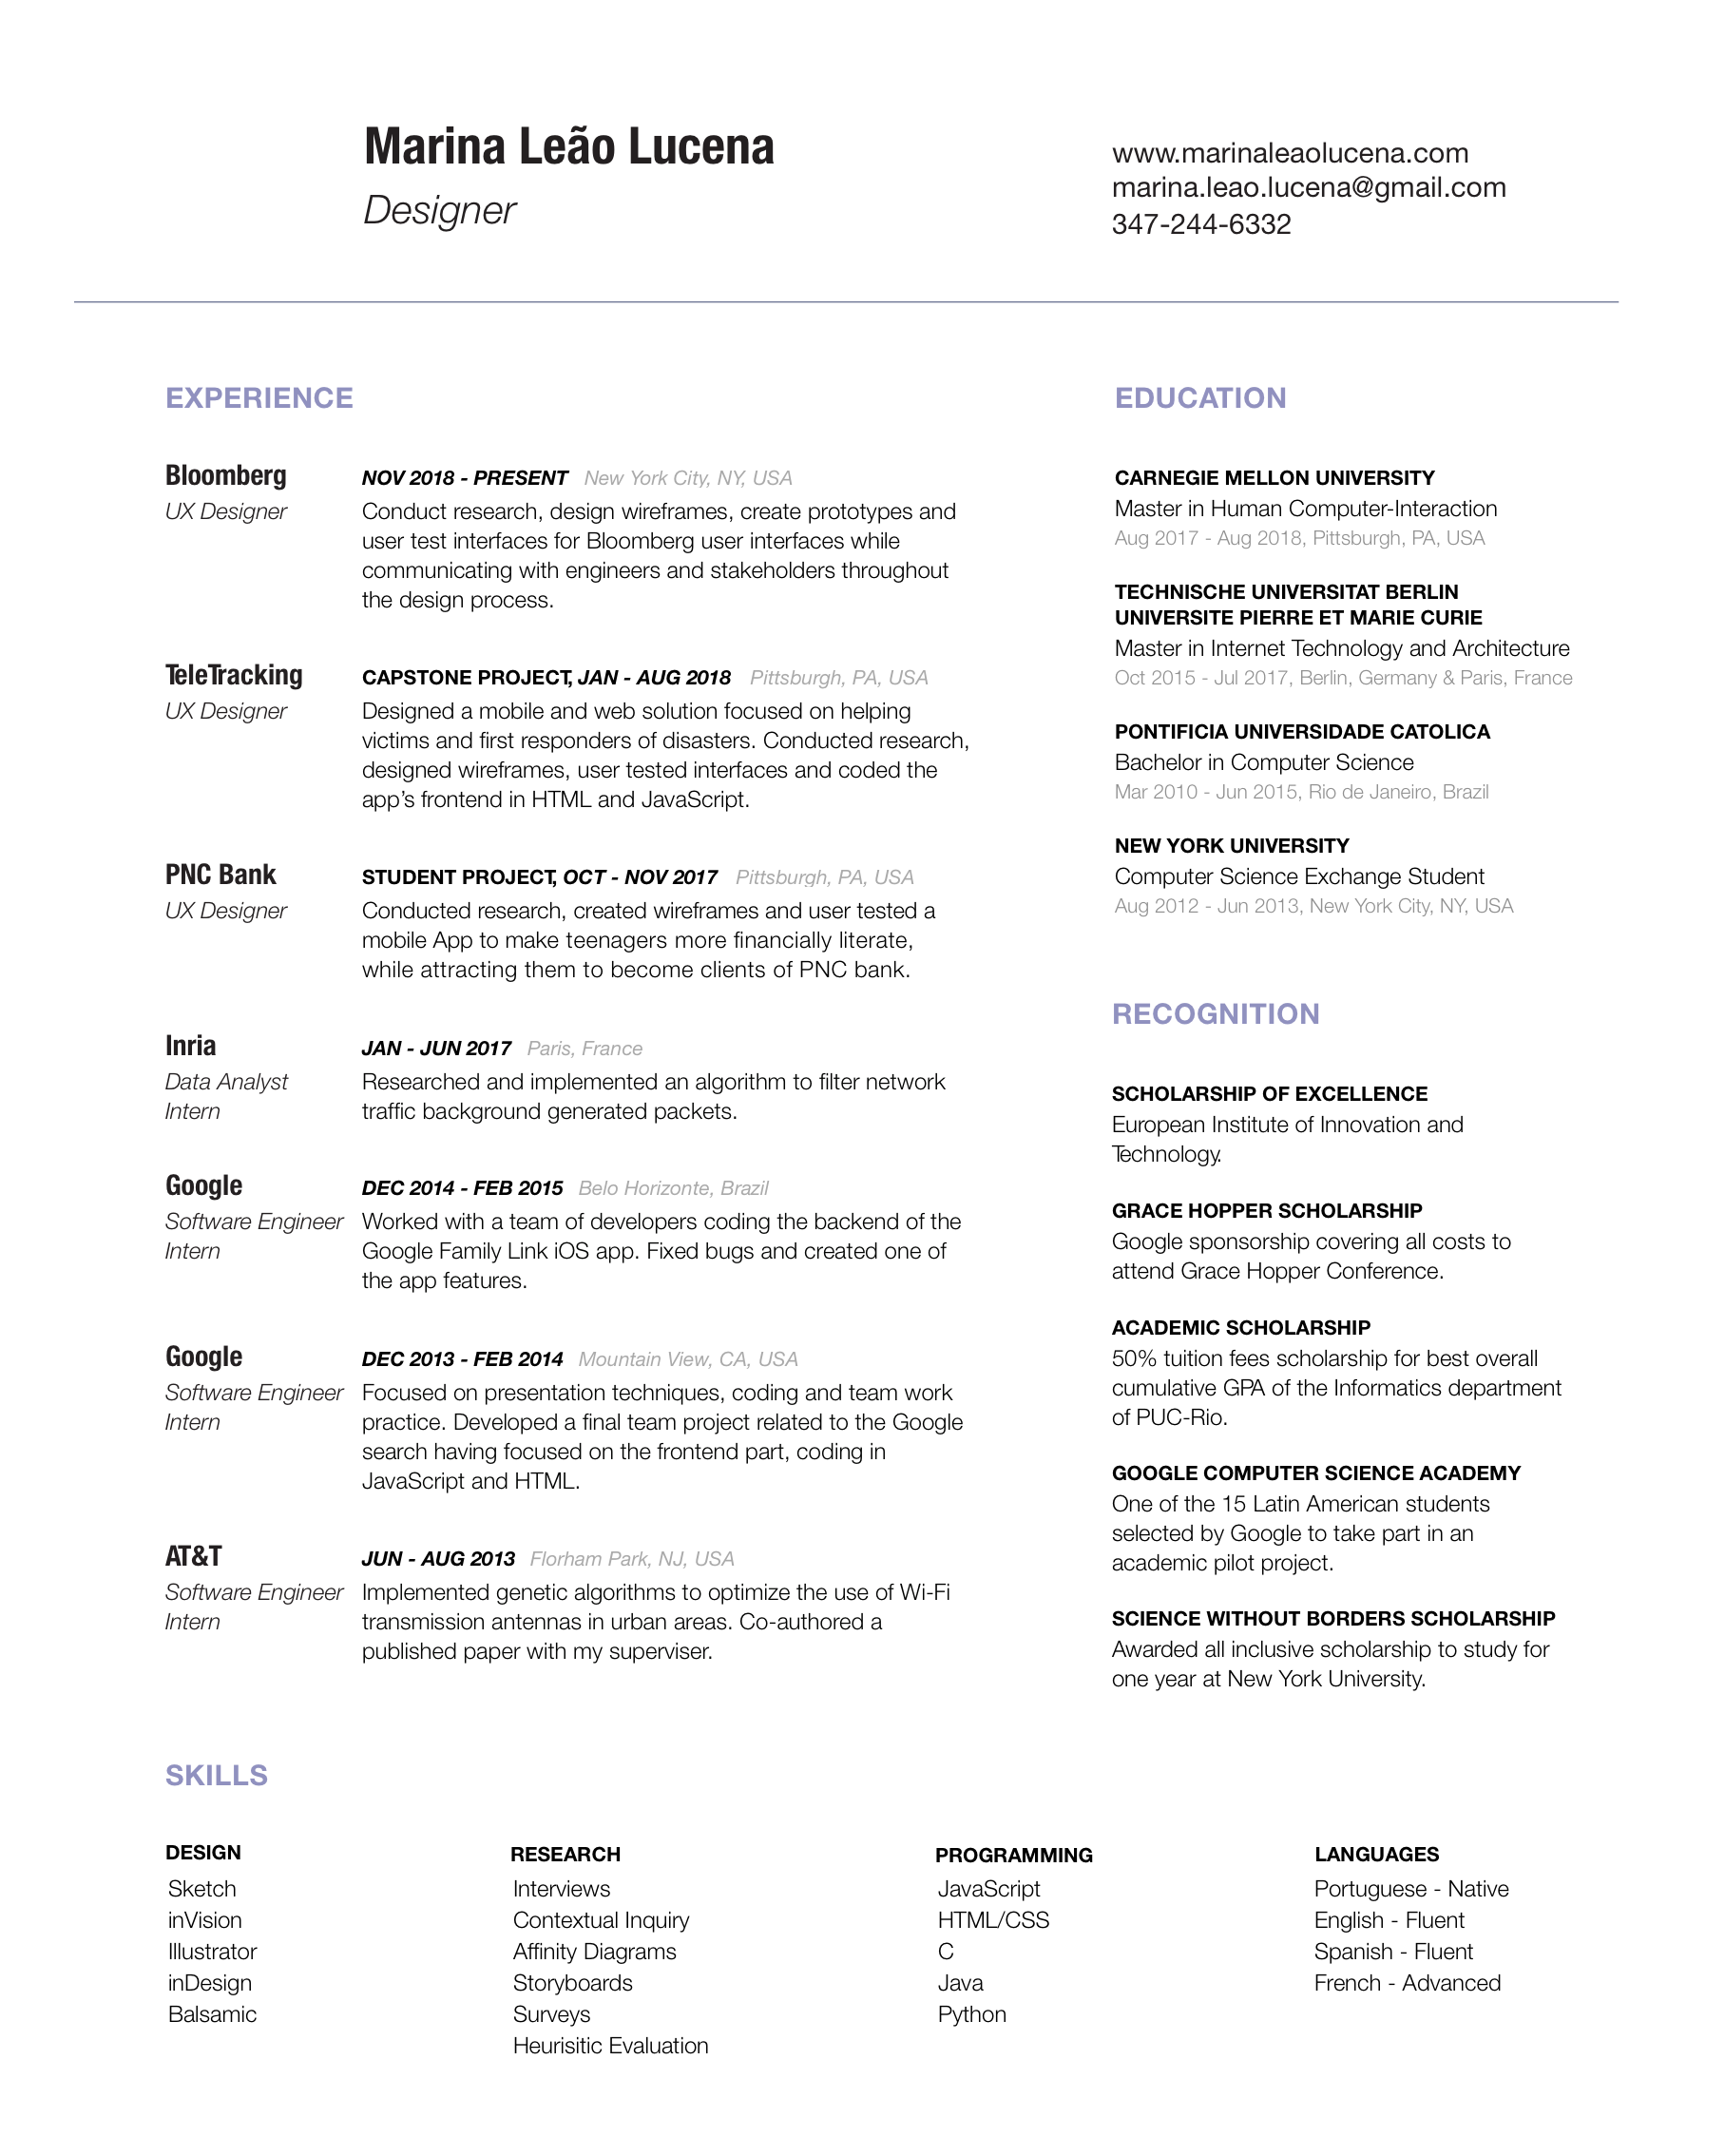 Marina Leão Lucena
Designer
www.marinaleaolucena.com
marina.leao.lucena@gmail.com
347-244-6332
EXPERIENCE
Bloomberg
UX Designer
NOV 2018 - PRESENT New York City, NY, USA
Conduct research, design wireframes, create prototypes and
user test interfaces for Bloomberg user interfaces while
communicating with engineers and stakeholders throughout
the design process.
TeleTracking
UX Designer
CAPSTONE PROJECT, JAN - AUG 2018 Pittsburgh, PA, USA
Designed a mobile and web solution focused on helping
victims and first responders of disasters. Conducted research,
designed wireframes, user tested interfaces and coded the
app’s frontend in HTML and JavaScript.
PNC Bank
UX Designer
STUDENT PROJECT, OCT - NOV 2017 Pittsburgh, PA, USA
Conducted research, created wireframes and user tested a
mobile App to make teenagers more financially literate,
while attracting them to become clients of PNC bank.
Inria
Data Analyst
Intern
JAN - JUN 2017 Paris, France
Researched and implemented an algorithm to filter network
traffic background generated packets.
Google
Software Engineer
Intern
DEC 2014 - FEB 2015 Belo Horizonte, Brazil
Worked with a team of developers coding the backend of the
Google Family Link iOS app. Fixed bugs and created one of
the app features.
Google
Software Engineer
Intern
DEC 2013 - FEB 2014 Mountain View, CA, USA
Focused on presentation techniques, coding and team work
practice. Developed a final team project related to the Google
search having focused on the frontend part, coding in
JavaScript and HTML.
AT&T
Software Engineer
Intern
JUN - AUG 2013 Florham Park, NJ, USA
Implemented genetic algorithms to optimize the use of Wi-Fi
transmission antennas in urban areas. Co-authored a
published paper with my superviser.
EDUCATION
CARNEGIE MELLON UNIVERSITY
Master in Human Computer-Interaction
Aug 2017 - Aug 2018, Pittsburgh, PA, USA
TECHNISCHE UNIVERSITAT BERLIN
UNIVERSITE PIERRE ET MARIE CURIE
Master in Internet Technology and Architecture
Oct 2015 - Jul 2017, Berlin, Germany & Paris, France
PONTIFICIA UNIVERSIDADE CATOLICA
Bachelor in Computer Science
Mar 2010 - Jun 2015, Rio de Janeiro, Brazil
NEW YORK UNIVERSITY
Computer Science Exchange Student
Aug 2012 - Jun 2013, New York City, NY, USA
RECOGNITION
SCHOLARSHIP OF EXCELLENCE
European Institute of Innovation and
Technology.
GRACE HOPPER SCHOLARSHIP
Google sponsorship covering all costs to
attend Grace Hopper Conference.
ACADEMIC SCHOLARSHIP
50% tuition fees scholarship for best overall
cumulative GPA of the Informatics department
of PUC-Rio.
GOOGLE COMPUTER SCIENCE ACADEMY
One of the 15 Latin American students
selected by Google to take part in an
academic pilot project.
SCIENCE WITHOUT BORDERS SCHOLARSHIP
Awarded all inclusive scholarship to study for
one year at New York University.
SKILLS
DESIGN
Sketch
inVision
Illustrator
inDesign
Balsamic
RESEARCH
Interviews
Contextual Inquiry
Affinity Diagrams
Storyboards
Surveys
Heurisitic Evaluation
PROGRAMMING
JavaScript
HTML/CSS
C
Java
Python
LANGUAGES
Portuguese - Native
English - Fluent
Spanish - Fluent
French - Advanced